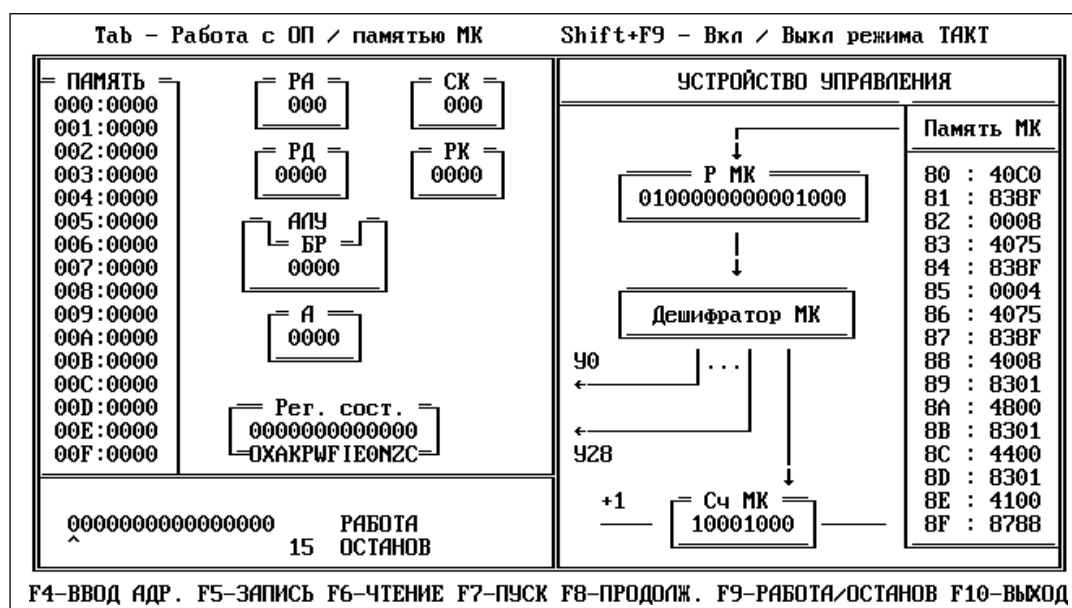 Tab – Работа с ОП / памятью МК Shift+F9 – Вкл / Выкл режима ТАКТ
ПАМЯТЬ РА СК УСТРОЙСТВО УПРАВЛЕНИЯ
000:0000 000 000
001:0000 Память МК
002:0000 РД РК
003:0000 0000 0000 Р МК 80 : 40C0
004:0000 0100000000001000 81 : 838F
005:0000 АЛУ 82 : 0008
006:0000 БР 83 : 4075
007:0000 0000 84 : 838F
008:0000 85 : 0004
009:0000 А Дешифратор МК 86 : 4075
00A:0000 0000 87 : 838F
00B:0000 У0 ... 88 : 4008
00C:0000 89 : 8301
00D:0000 Рег. сост. 8A : 4800
00E:0000 0000000000000 8B : 8301
00F:0000 OXAKPWFIE0NZC У28 8C : 4400
8D : 8301
+1 Сч МК 8E : 4100
0000000000000000 РАБОТА 10001000 8F : 8788
^ 15 ОСТАНОВ
F4–ВВОД АДР. F5–ЗАПИСЬ F6–ЧТЕНИЕ F7–ПУСК F8–ПРОДОЛЖ. F9–РАБОТА/ОСТАНОВ F10–ВЫХОД